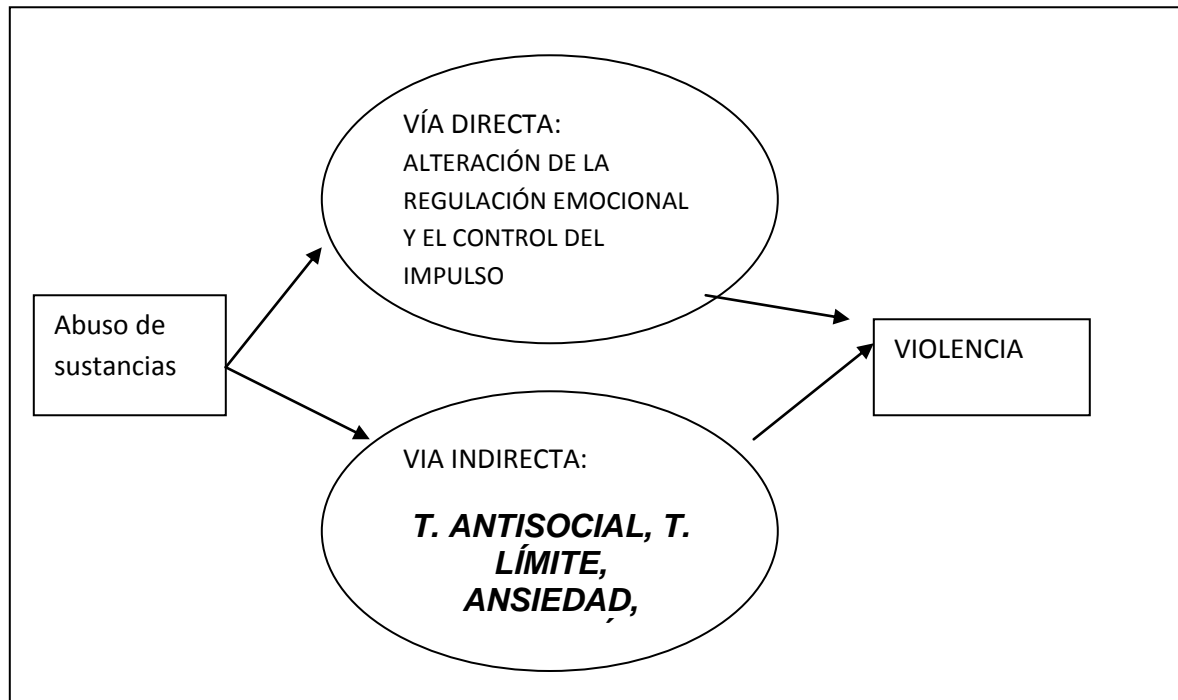 VÍA DIRECTA:
ALTERACIÓN DE LA
REGULACIÓN EMOCIONAL
Y EL CONTROL DEL
IMPULSO
Abuso de
sustancias
VIOLENCIA
VIA INDIRECTA:
T. ANTISOCIAL, T.
LÍMITE,
ANSIEDAD,